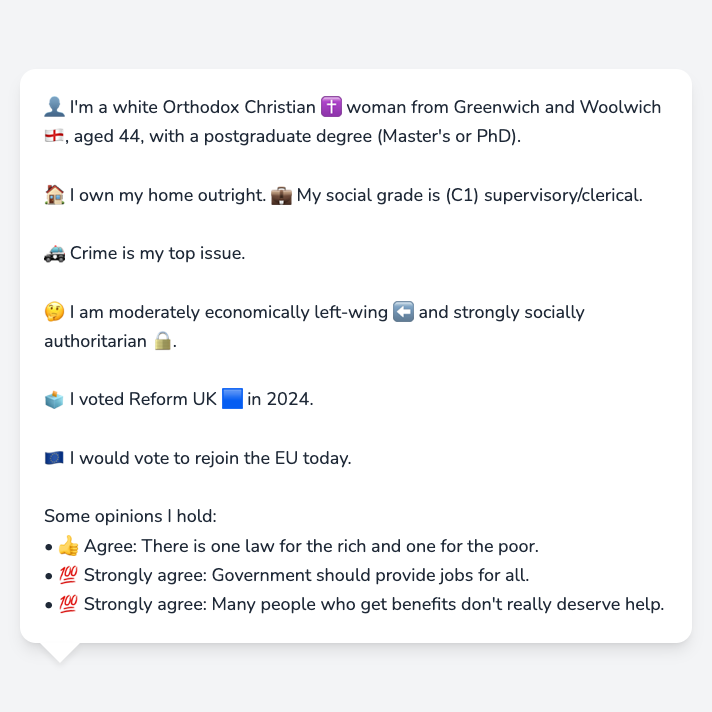 👤 I'm a white Orthodox Christian ✝️ woman from Greenwich and Woolwich
🏴󠁧󠁢󠁥󠁮󠁧󠁿, aged 44, with a postgraduate degree (Master's or PhD).
🏠 I own my home outright. 💼 My social grade is (C1) supervisory/clerical.
🚓 Crime is my top issue.
🤔 I am moderately economically left-wing ⬅️ and strongly socially
authoritarian 🔒.
🗳️ I voted Reform UK 🟦 in 2024.
🇪🇺 I would vote to rejoin the EU today.
Some opinions I hold:
• 👍 Agree: There is one law for the rich and one for the poor.
• 💯 Strongly agree: Government should provide jobs for all.
• 💯 Strongly agree: Many people who get benefits don't really deserve help.